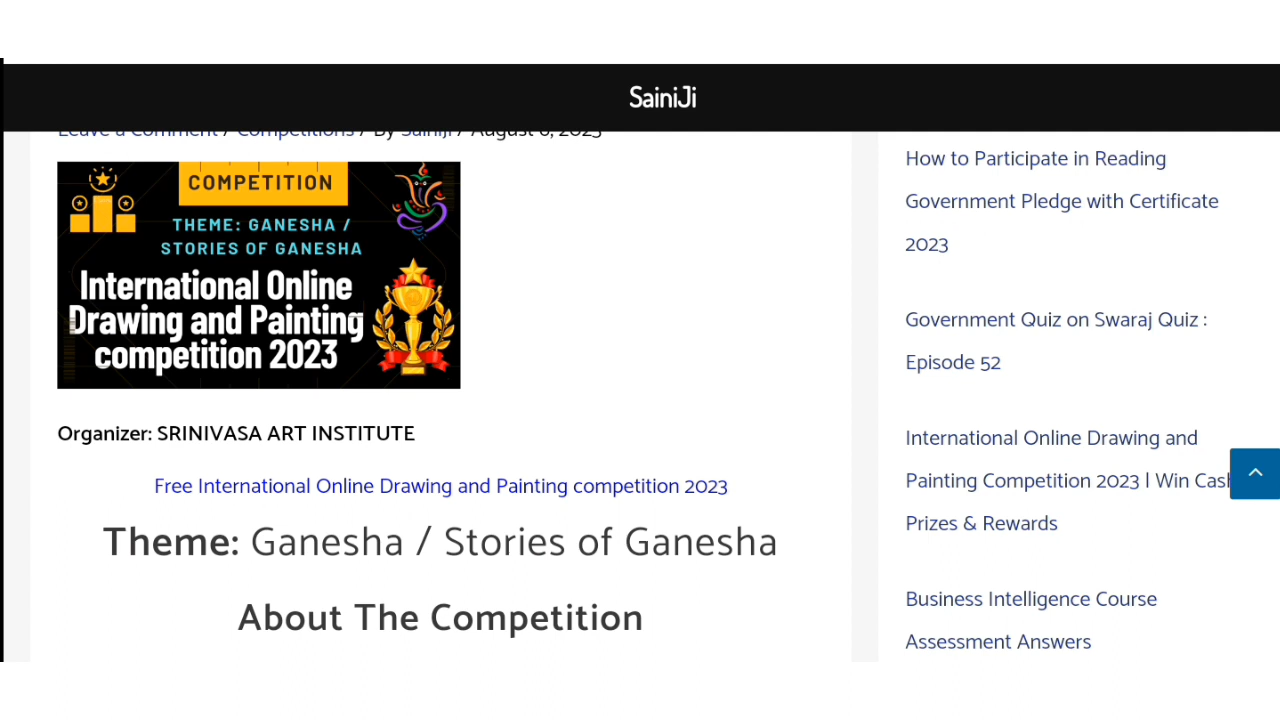 SainiJi
Leave a Comment / Competitions / By SainiJi / August 6, 2023
COMPETITION
THEME: GANESHA /
STORIES OF GANESHA
International Online
Drawing and Painting
competition 2023
Organizer: SRINIVASA ART INSTITUTE
Free International Online Drawing and Painting competition 2023
Theme: Ganesha / Stories of Ganesha
About The Competition
How to Participate in Reading
Government Pledge with Certificate
2023
Government Quiz on Swaraj Quiz :
Episode 52
International Online Drawing and
Painting Competition 2023 | Win Cash
Prizes & Rewards
Business Intelligence Course
Assessment Answers